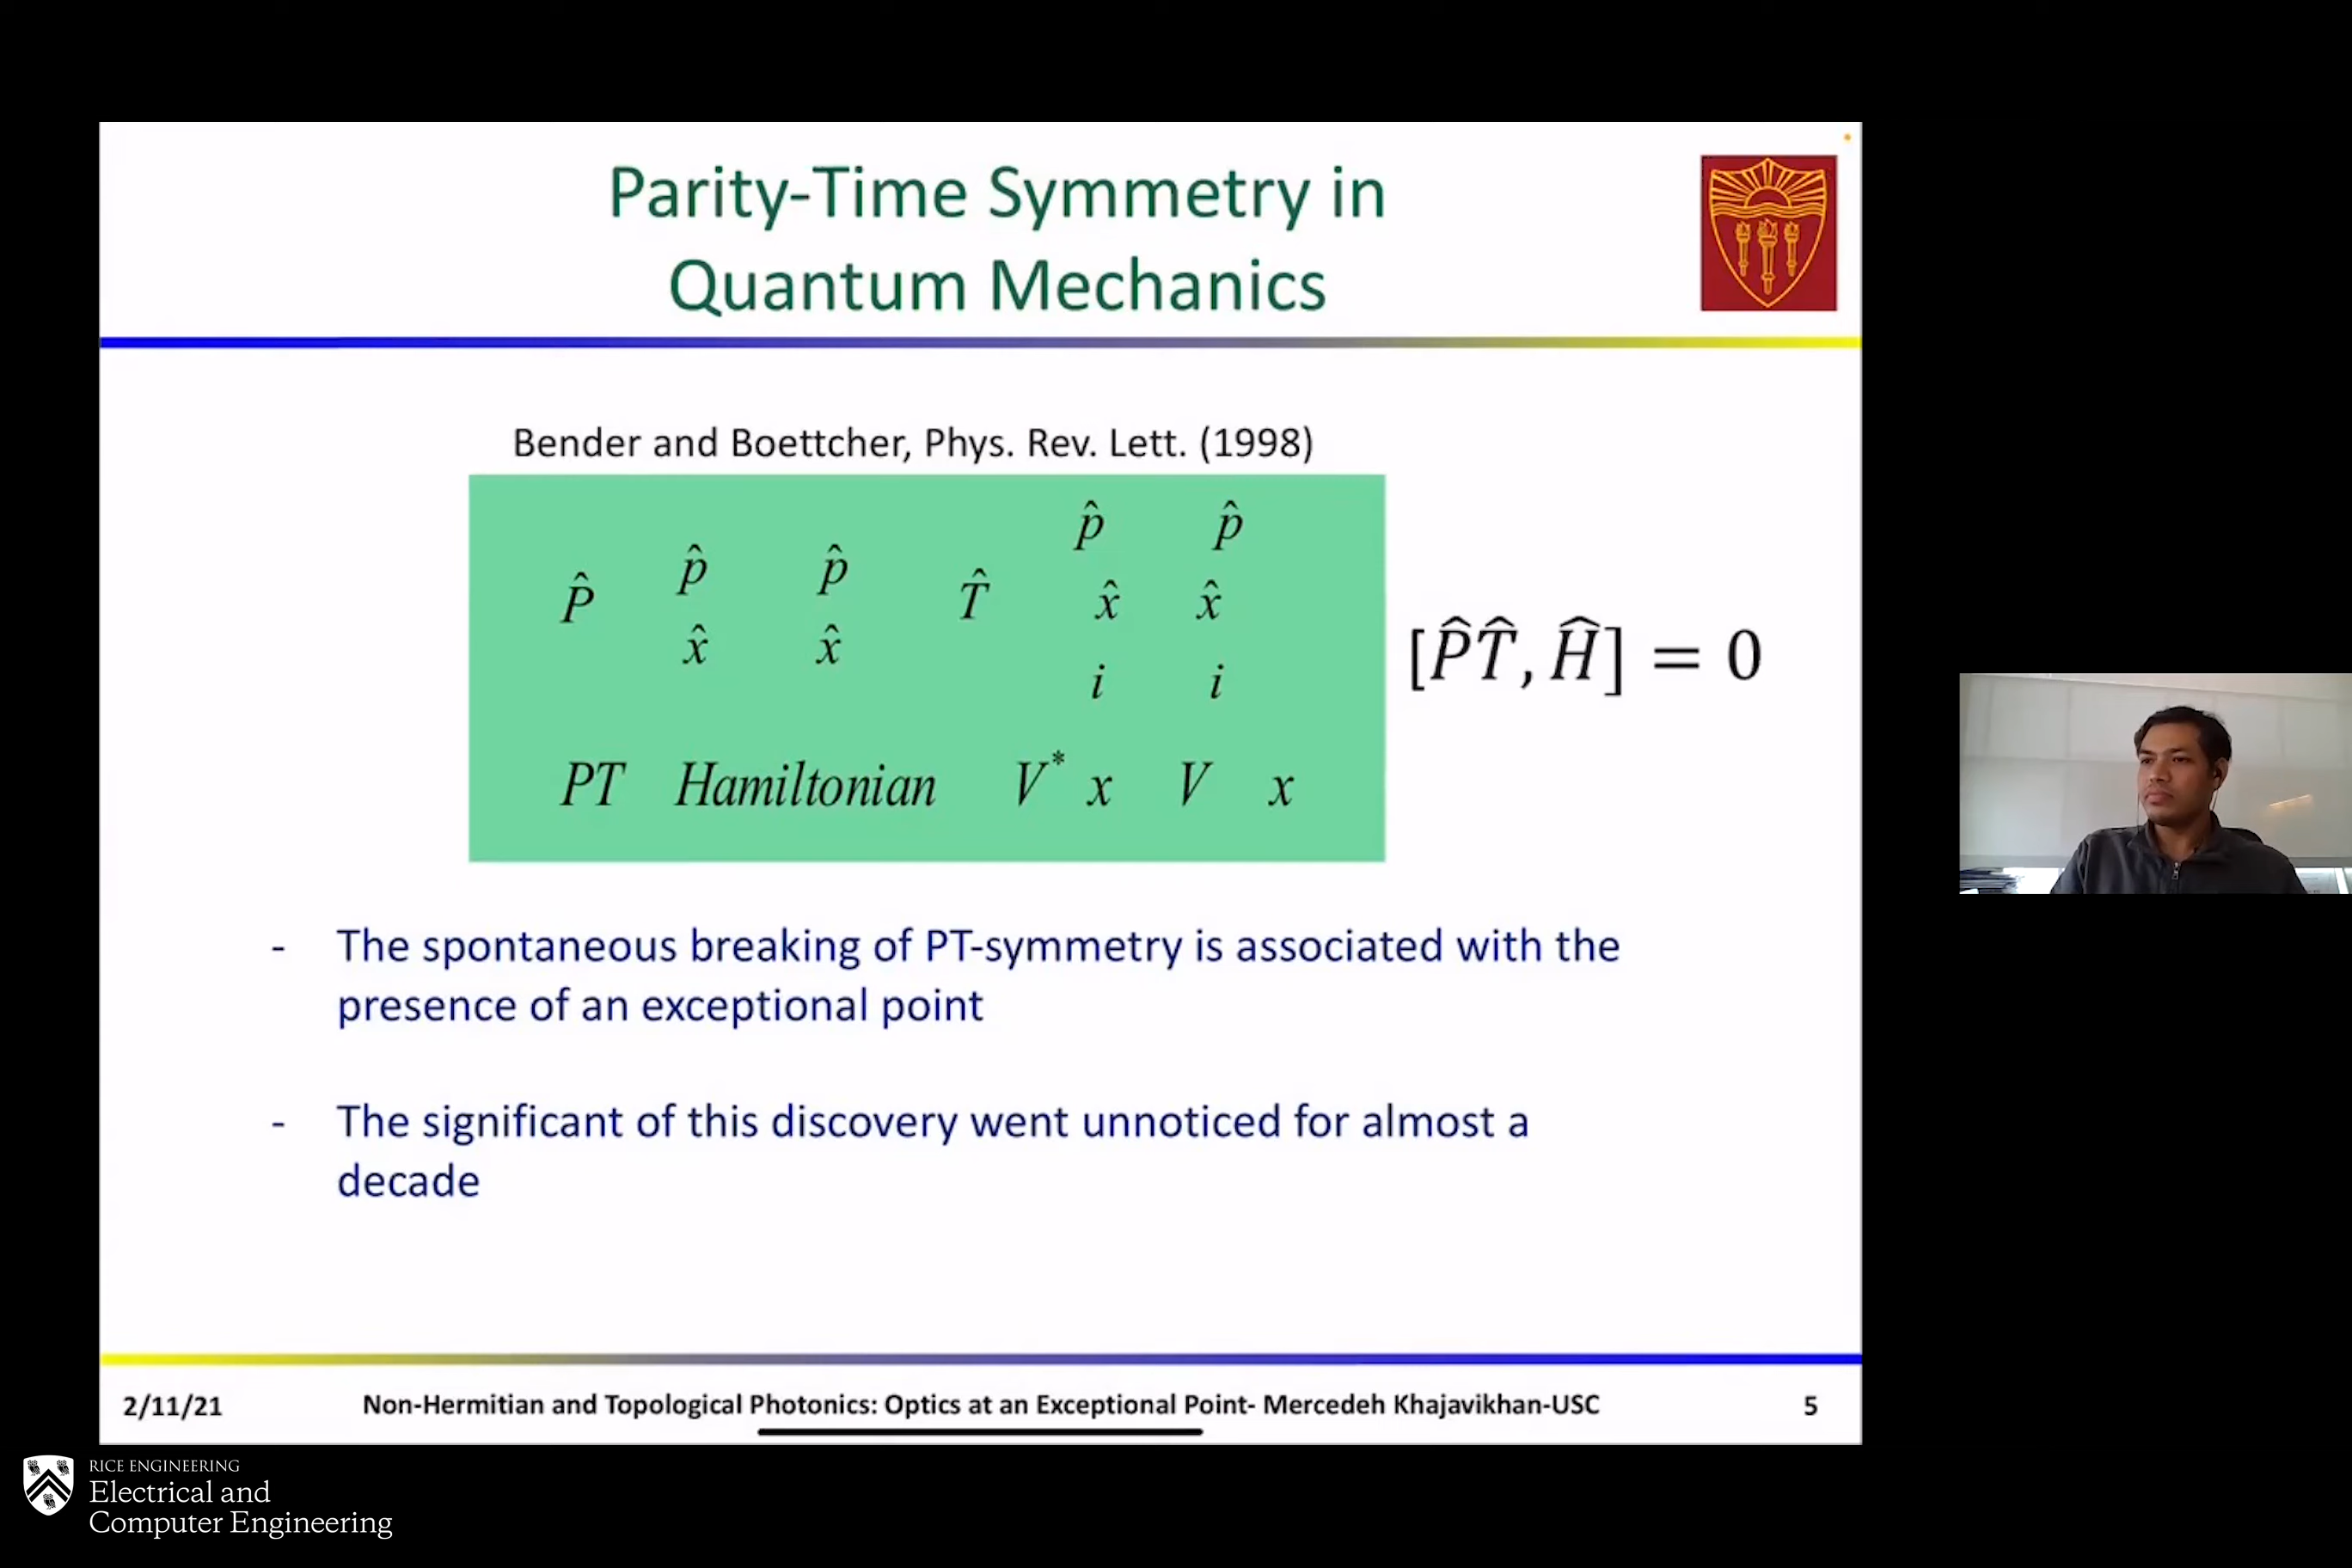 Parity-Time Symmetry in
Quantum Mechanics
Bender and Boettcher, Phys. Rev. Lett. (1998)
p̂ p̂ p̂ p̂
P̂ x̂ x̂ T̂ x̂ x̂
i i
[P̂T̂, Ĥ] = 0
PT Hamiltonian V* x V x
- The spontaneous breaking of PT-symmetry is associated with the
presence of an exceptional point
- The significant of this discovery went unnoticed for almost a
decade
2/11/21 Non-Hermitian and Topological Photonics: Optics at an Exceptional Point- Mercedeh Khajavikhan-USC 5
RICE ENGINEERING
Electrical and
Computer Engineering